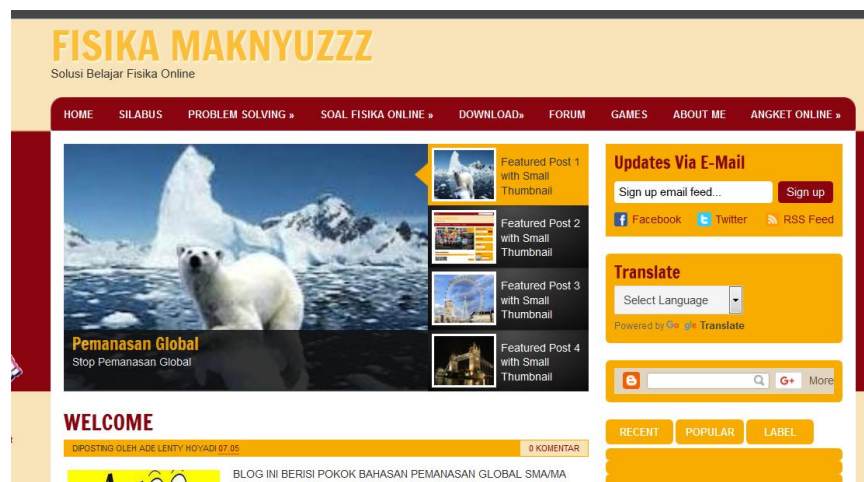 FISIKA MAKNYUZZZ
Solusi Belajar Fisika Online
HOME SILABUS PROBLEM SOLVING » SOAL FISIKA ONLINE » DOWNLOAD» FORUM GAMES ABOUT ME ANGKET ONLINE »
Pemanasan Global
Stop Pemanasan Global
Featured Post 1
with Small
Thumbnail
Featured Post 2
with Small
Thumbnail
Featured Post 3
with Small
Thumbnail
Featured Post 4
with Small
Thumbnail
Updates Via E-Mail
Sign up email feed... Sign up
Facebook Twitter RSS Feed
Translate
Select Language
Powered by Google Translate
G+ More
RECENT POPULAR LABEL
WELCOME
DIPOSTING OLEH ADE LENTY HOYADI 07.05 0 KOMENTAR
BLOG INI BERISI POKOK BAHASAN PEMANASAN GLOBAL SMA/MA